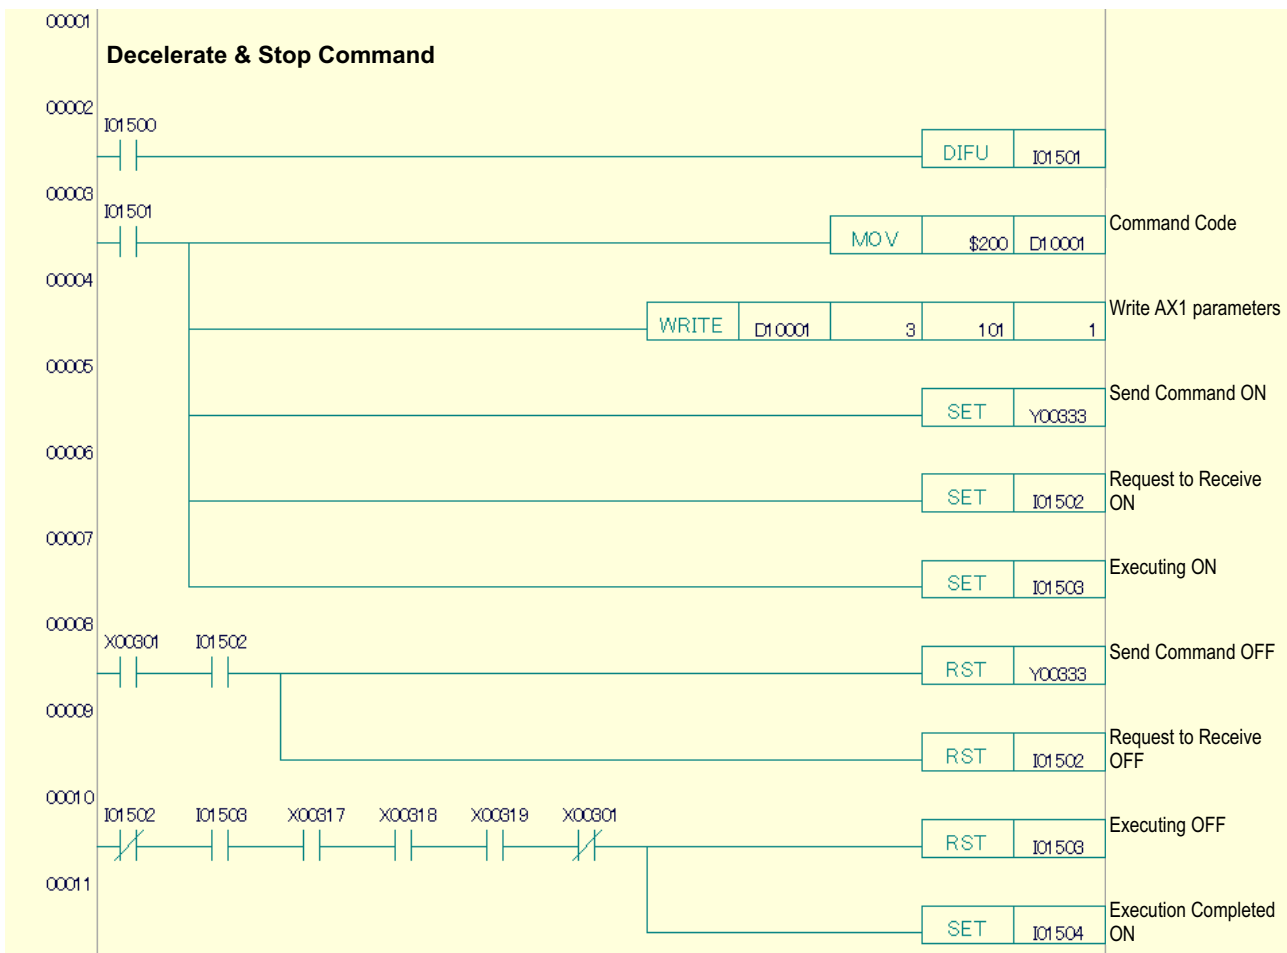 00001
Decelerate & Stop Command
00002
I01500
DIFU I01501
00003
I01501
MOV $200 D10001 Command Code
00004
WRITE D10001 3 101 1 Write AX1 parameters
00005
SET Y00333 Send Command ON
00006
SET I01502 Request to Receive
ON
00007
SET I01503 Executing ON
00008
X00301 I01502
RST Y00333 Send Command OFF
00009
RST I01502 Request to Receive
OFF
00010
I01502 I01503 X00317 X00318 X00319 X00301
RST I01503 Executing OFF
00011
SET I01504 Execution Completed
ON